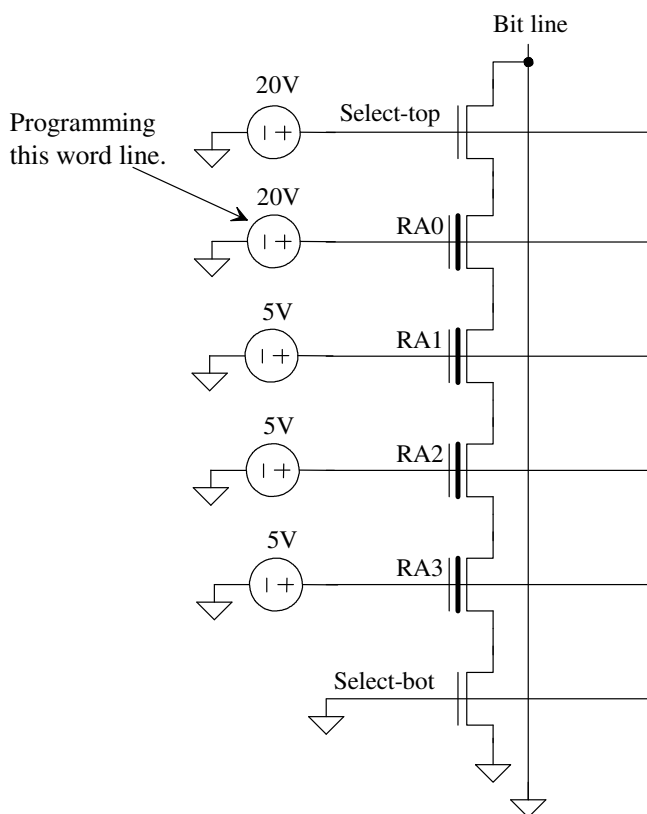 Bit line
20V
Select-top
Programming
this word line.
20V
RA0
5V
RA1
5V
RA2
5V
RA3
Select-bot